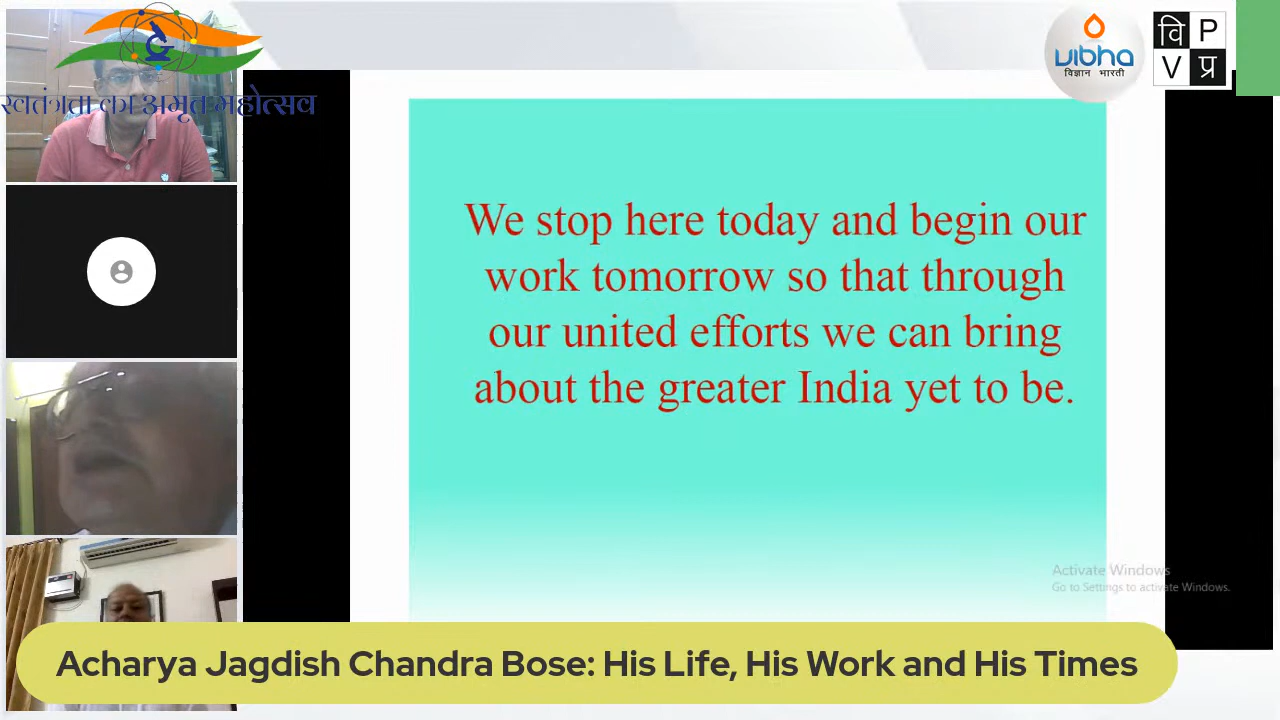 स्वतंत्रता का अमृत महोत्सव
vibha
विज्ञान भारती
वि P
V प्र
We stop here today and begin our
work tomorrow so that through
our united efforts we can bring
about the greater India yet to be.
Activate Windows
Go to Settings to activate Windows.
Acharya Jagdish Chandra Bose: His Life, His Work and His Times